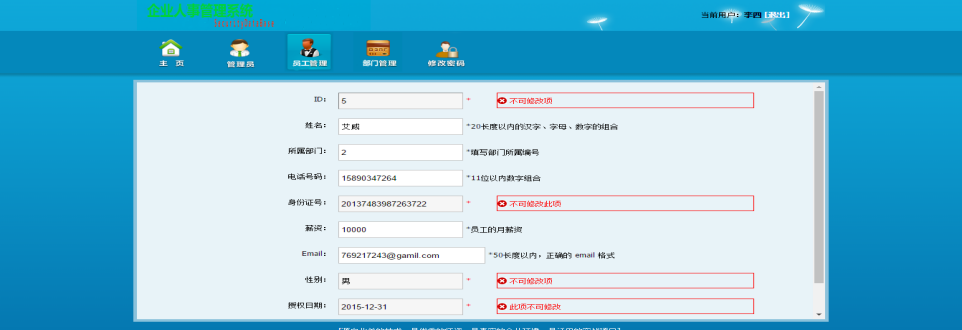 企业人事管理系统
当前用户：李四 [退出]
主 页 管理员 员工管理 部门管理 修改密码
ID： 5 * 不可修改项
姓名： 艾威 *20长度以内的汉字、字母、数字的组合
所属部门： 2 *填写部门所属编号
电话号码： 15890347264 *11位以内数字组合
身份证号： 20137483987263722 * 不可修改此项
薪资： 10000 *员工的月薪资
Email： 769217243@gamil.com *50长度以内，正确的 email 格式
性别： 男 * 不可修改项
授权日期： 2015-12-31 * 此项不可修改